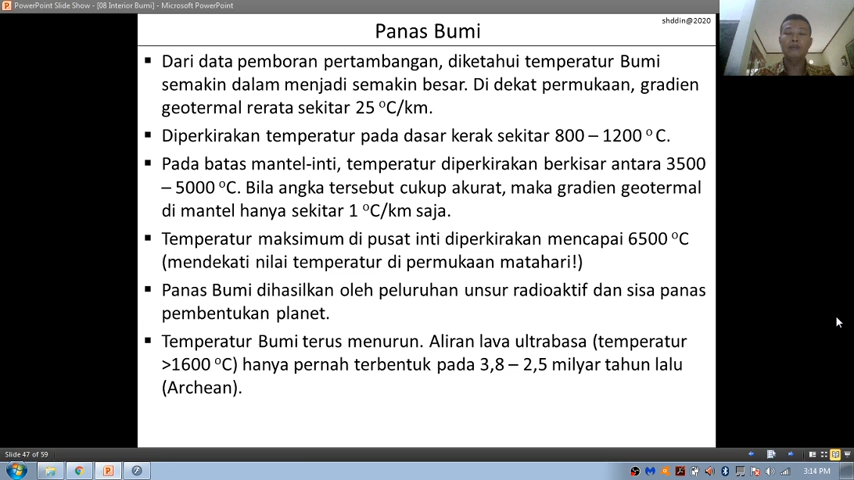 PowerPoint Slide Show - [08 Interior Bumi] - Microsoft PowerPoint
shddin@2020
Panas Bumi
▪ Dari data pemboran pertambangan, diketahui temperatur Bumi
semakin dalam menjadi semakin besar. Di dekat permukaan, gradien
geotermal rerata sekitar 25 ºC/km.
▪ Diperkirakan temperatur pada dasar kerak sekitar 800 – 1200 º C.
▪ Pada batas mantel-inti, temperatur diperkirakan berkisar antara 3500
– 5000 ºC. Bila angka tersebut cukup akurat, maka gradien geotermal
di mantel hanya sekitar 1 ºC/km saja.
▪ Temperatur maksimum di pusat inti diperkirakan mencapai 6500 ºC
(mendekati nilai temperatur di permukaan matahari!)
▪ Panas Bumi dihasilkan oleh peluruhan unsur radioaktif dan sisa panas
pembentukan planet.
▪ Temperatur Bumi terus menurun. Aliran lava ultrabasa (temperatur
>1600 ºC) hanya pernah terbentuk pada 3,8 – 2,5 milyar tahun lalu
(Archean).
Slide 47 of 59
3:14 PM